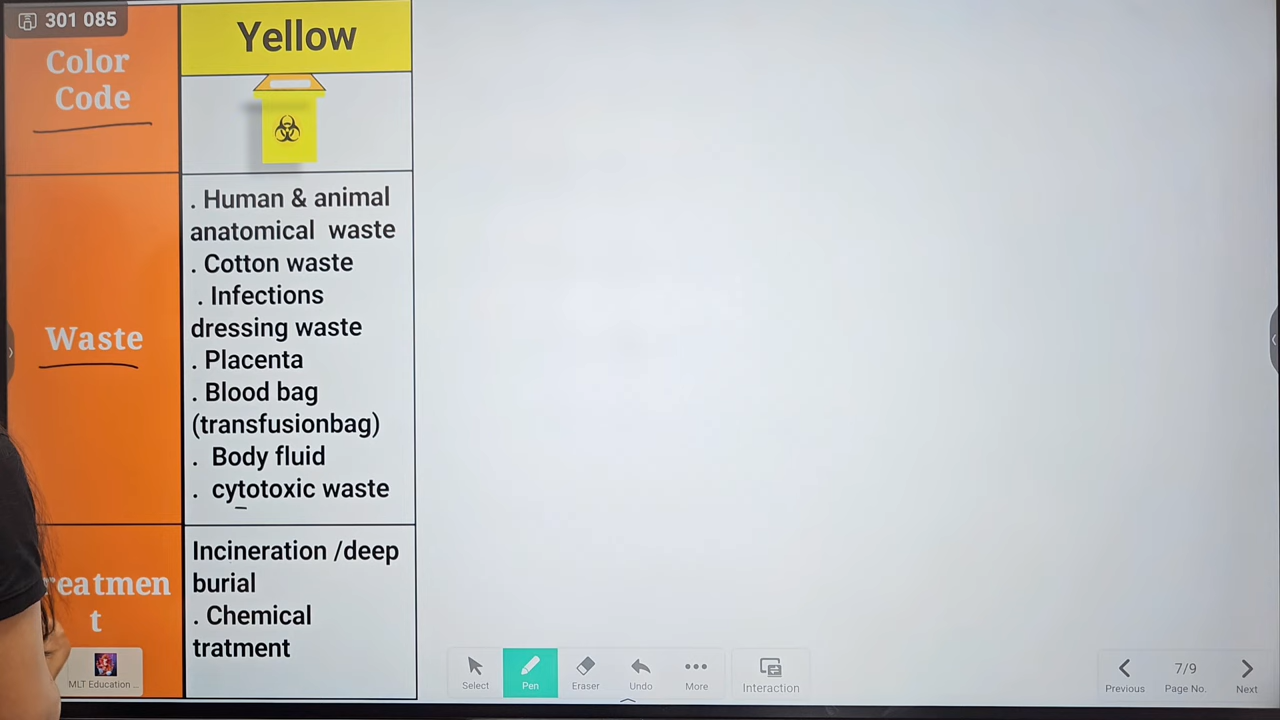 301 085
Color
Code
Yellow
Waste
. Human & animal
anatomical waste
. Cotton waste
. Infections
dressing waste
. Placenta
. Blood bag
(transfusionbag)
. Body fluid
. cytotoxic waste
reatmen
t
Incineration /deep
burial
. Chemical
tratment
MLT Education ...
Select
Pen
Eraser
Undo
More
Interaction
Previous
7/9
Page No.
Next